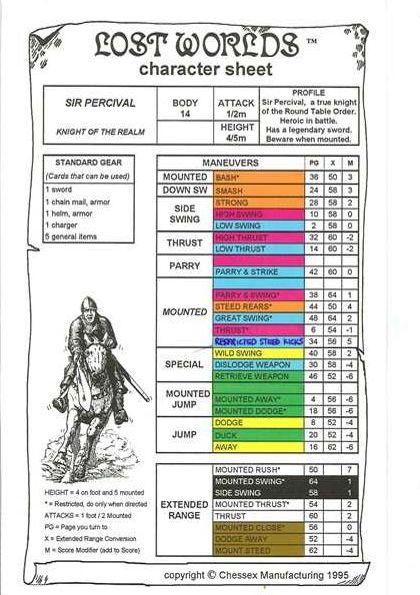 LOST WORLDS ™
character sheet
SIR PERCIVAL
KNIGHT OF THE REALM
BODY
14
ATTACK
1/2m
HEIGHT
4/5m
PROFILE
Sir Percival, a true knight
of the Round Table Order.
Heroic in battle.
Has a legendary sword.
Beware when mounted.
STANDARD GEAR
(Cards that can be used)
1 sword
1 chain mail, armor
1 helm, armor
1 charger
5 general items
MANEUVERS PG X M
MOUNTED BASH* 36 50 3
DOWN SW SMASH 24 58 3
SIDE SWING STRONG 28 58 2
HIGH SWING 10 58 0
LOW SWING 2 58 0
THRUST HIGH THRUST 32 60 -2
LOW THRUST 14 60 -2
PARRY
PARRY & STRIKE 42 60 0
MOUNTED
PARRY & SWING* 38 64 1
STEED REARS* 44 50 4
GREAT SWING* 48 64 2
THRUST* 6 54 -1
RESTRICTED STEED KICKS 34 56 5
SPECIAL WILD SWING 40 58 2
DISLODGE WEAPON 30 58 -4
RETRIEVE WEAPON 46 52 -6
MOUNTED JUMP
MOUNTED AWAY* 4 56 -6
MOUNTED DODGE* 18 56 -6
JUMP DODGE 8 52 -4
DUCK 20 52 -4
AWAY 16 62 -6
EXTENDED RANGE
MOUNTED RUSH* 50 7
MOUNTED SWING* 64 1
SIDE SWING 58 1
MOUNTED THRUST* 54 2
THRUST 60 2
MOUNTED CLOSE* 56 0
DODGE AWAY 52 -4
MOUNT STEED 62 -4
HEIGHT = 4 on foot and 5 mounted
* = Restricted, do only when directed
ATTACKS = 1 foot / 2 Mounted
PG = Page you turn to
X = Extended Range Conversion
M = Score Modifier (add to Score)
copyright © Chessex Manufacturing 1995